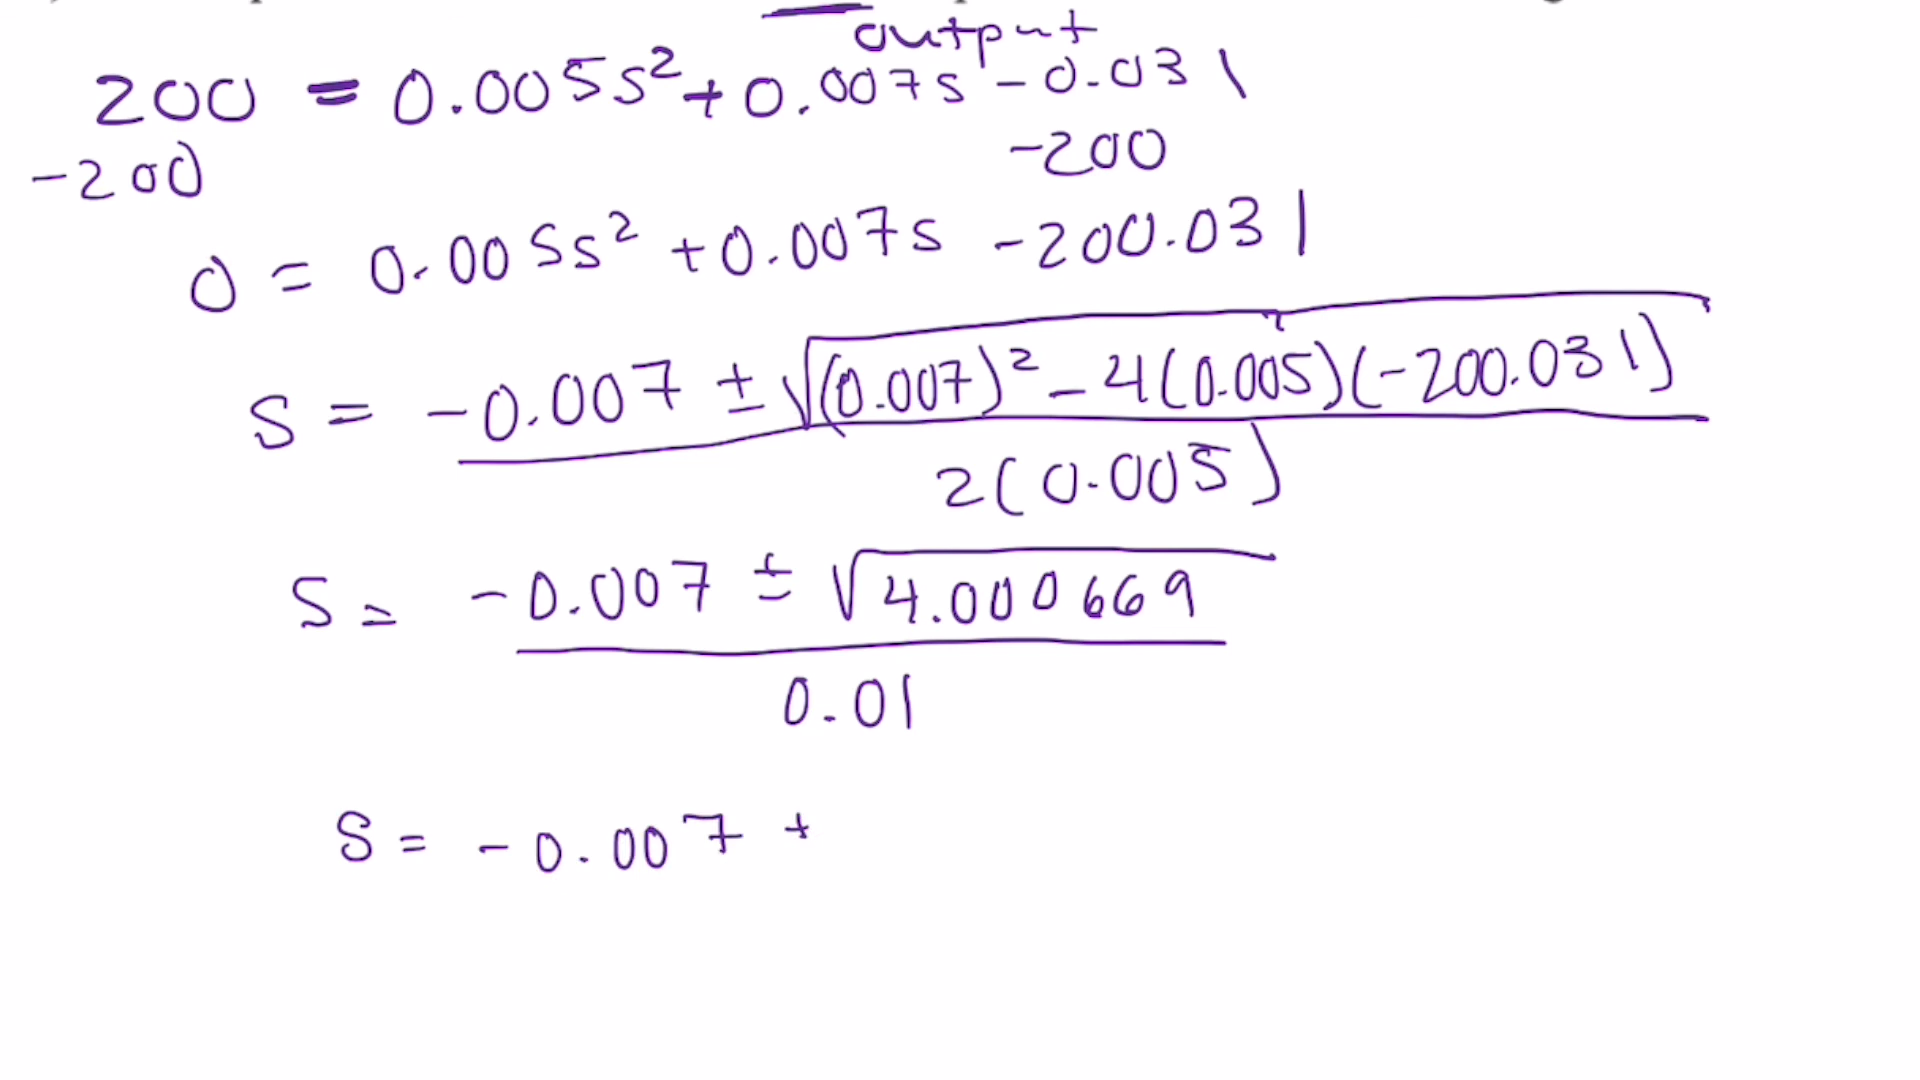 output
200 = 0.005s² + 0.007s - 0.031
-200 -200
0 = 0.005s² + 0.007s - 200.031
s = -0.007 ± √(0.007)² - 4(0.005)(-200.031)
2(0.005)
s = -0.007 ± √4.000669
0.01
s = -0.007 +